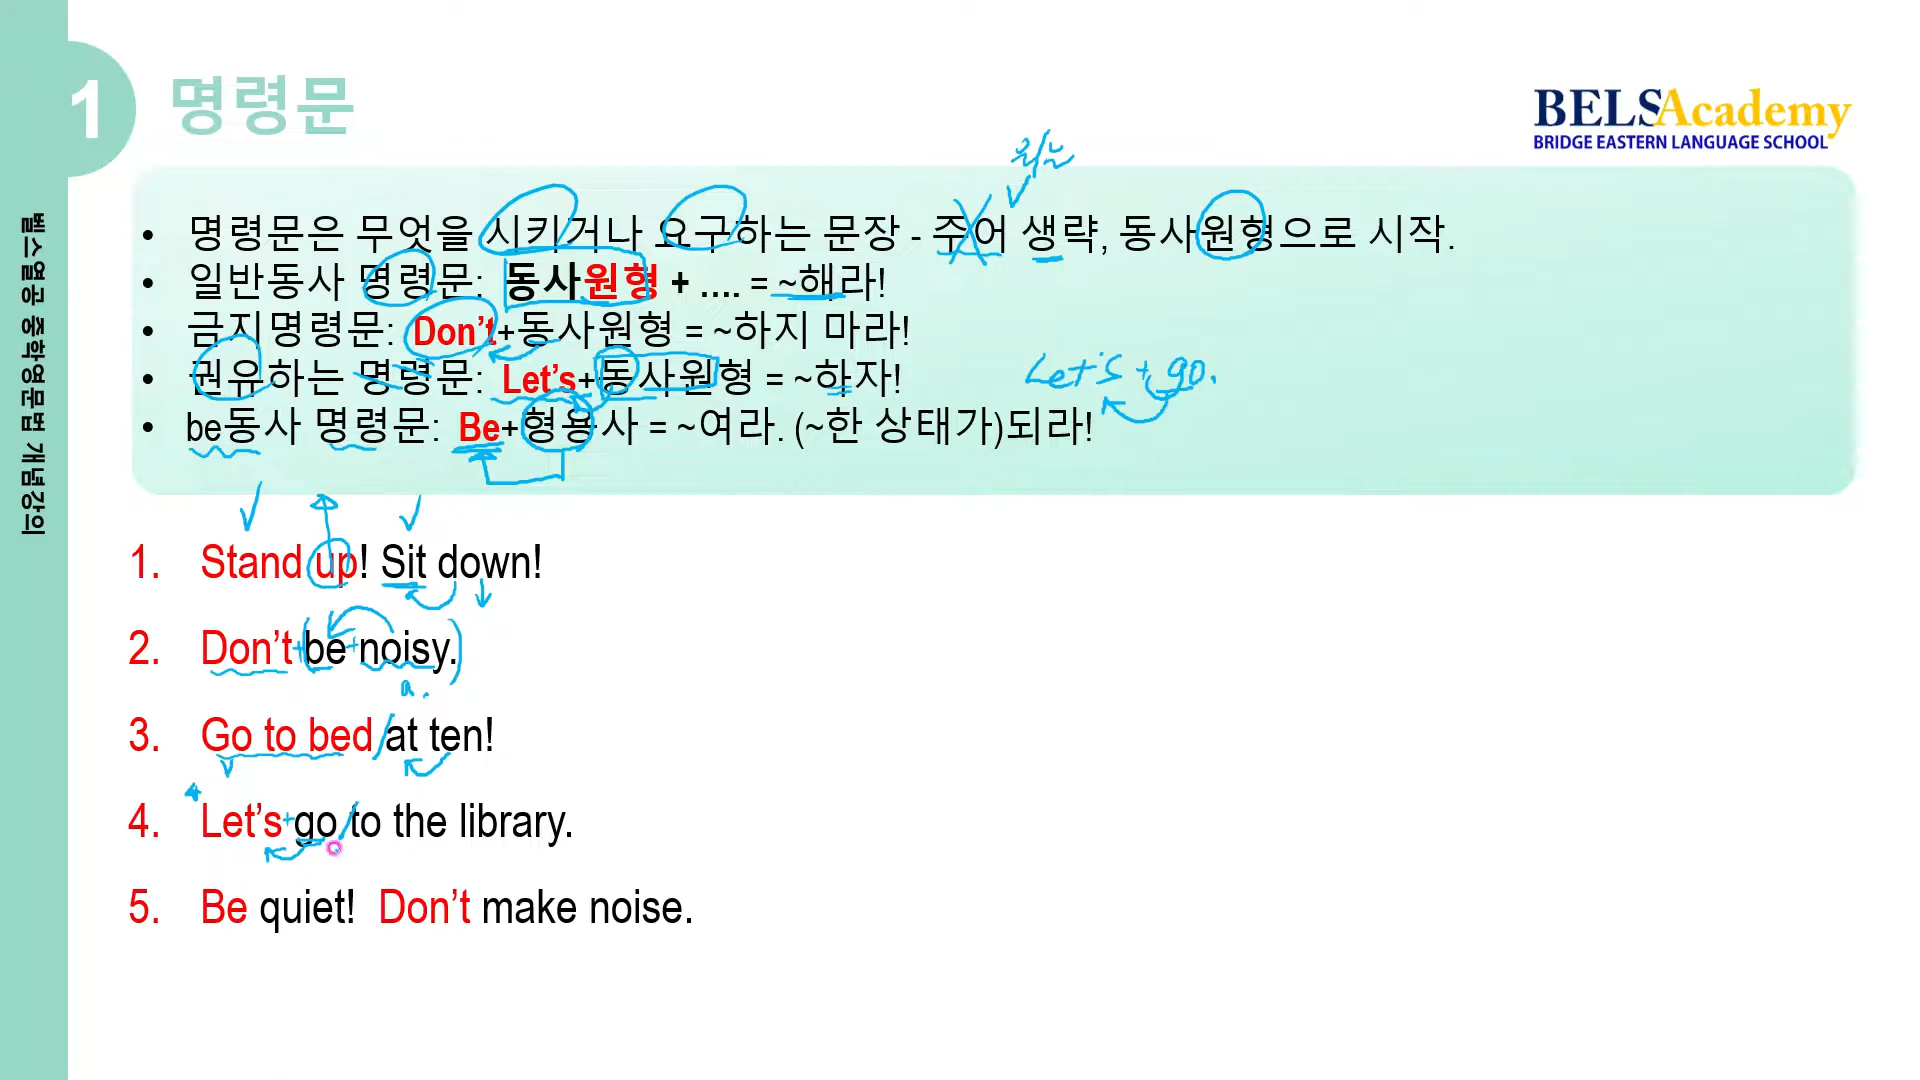 1 명령문
BELSAcademy
BRIDGE EASTERN LANGUAGE SCHOOL
벨스열공 중학영문법 개념강의
은/는
• 명령문은 무엇을 시키거나 요구하는 문장 - 주어 생략, 동사원형으로 시작.
• 일반동사 명령문: 동사원형 + .... = ~해라!
• 금지명령문: Don't+동사원형 = ~하지 마라!
• 권유하는 명령문: Let's+동사원형 = ~하자!
Let's + go.
• be동사 명령문: Be+형용사 = ~여라. (~한 상태가)되라!
1. Stand up! Sit down!
2. Don't + be + noisy.
a.
3. Go to bed / at ten!
4. Let's + go / to the library.
5. Be quiet! Don't make noise.